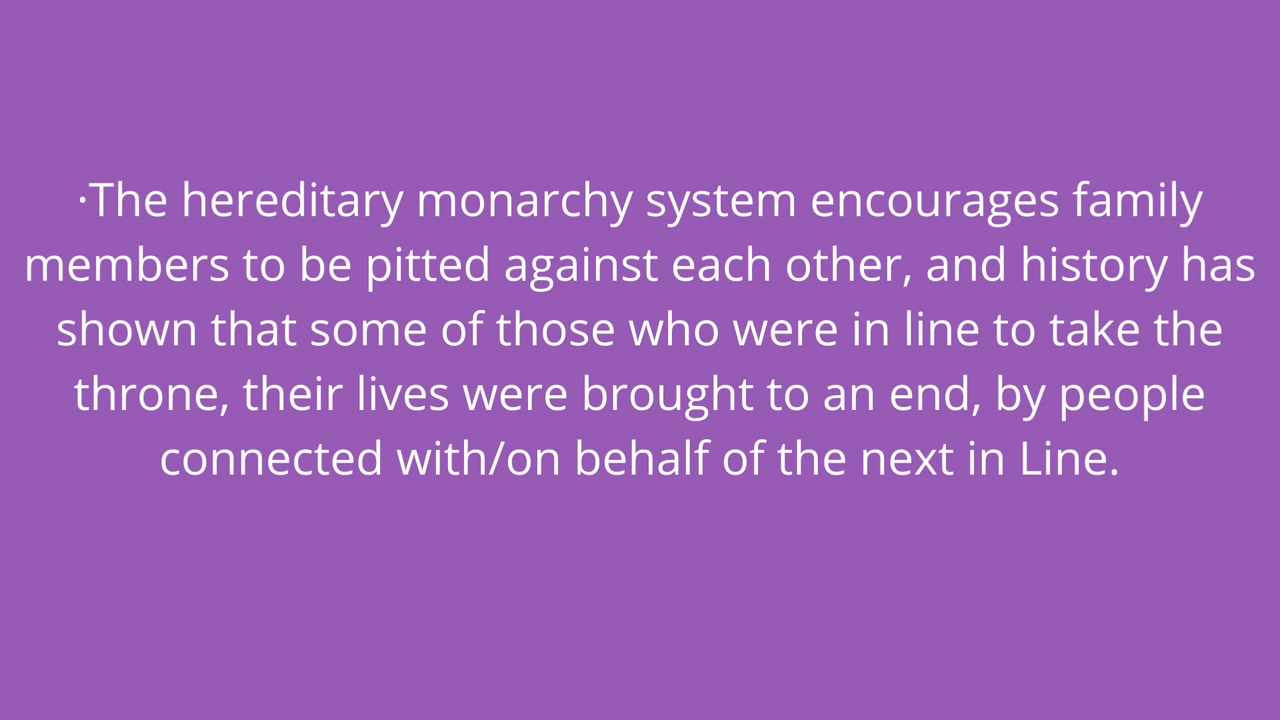 ·The hereditary monarchy system encourages family
members to be pitted against each other, and history has
shown that some of those who were in line to take the
throne, their lives were brought to an end, by people
connected with/on behalf of the next in Line.